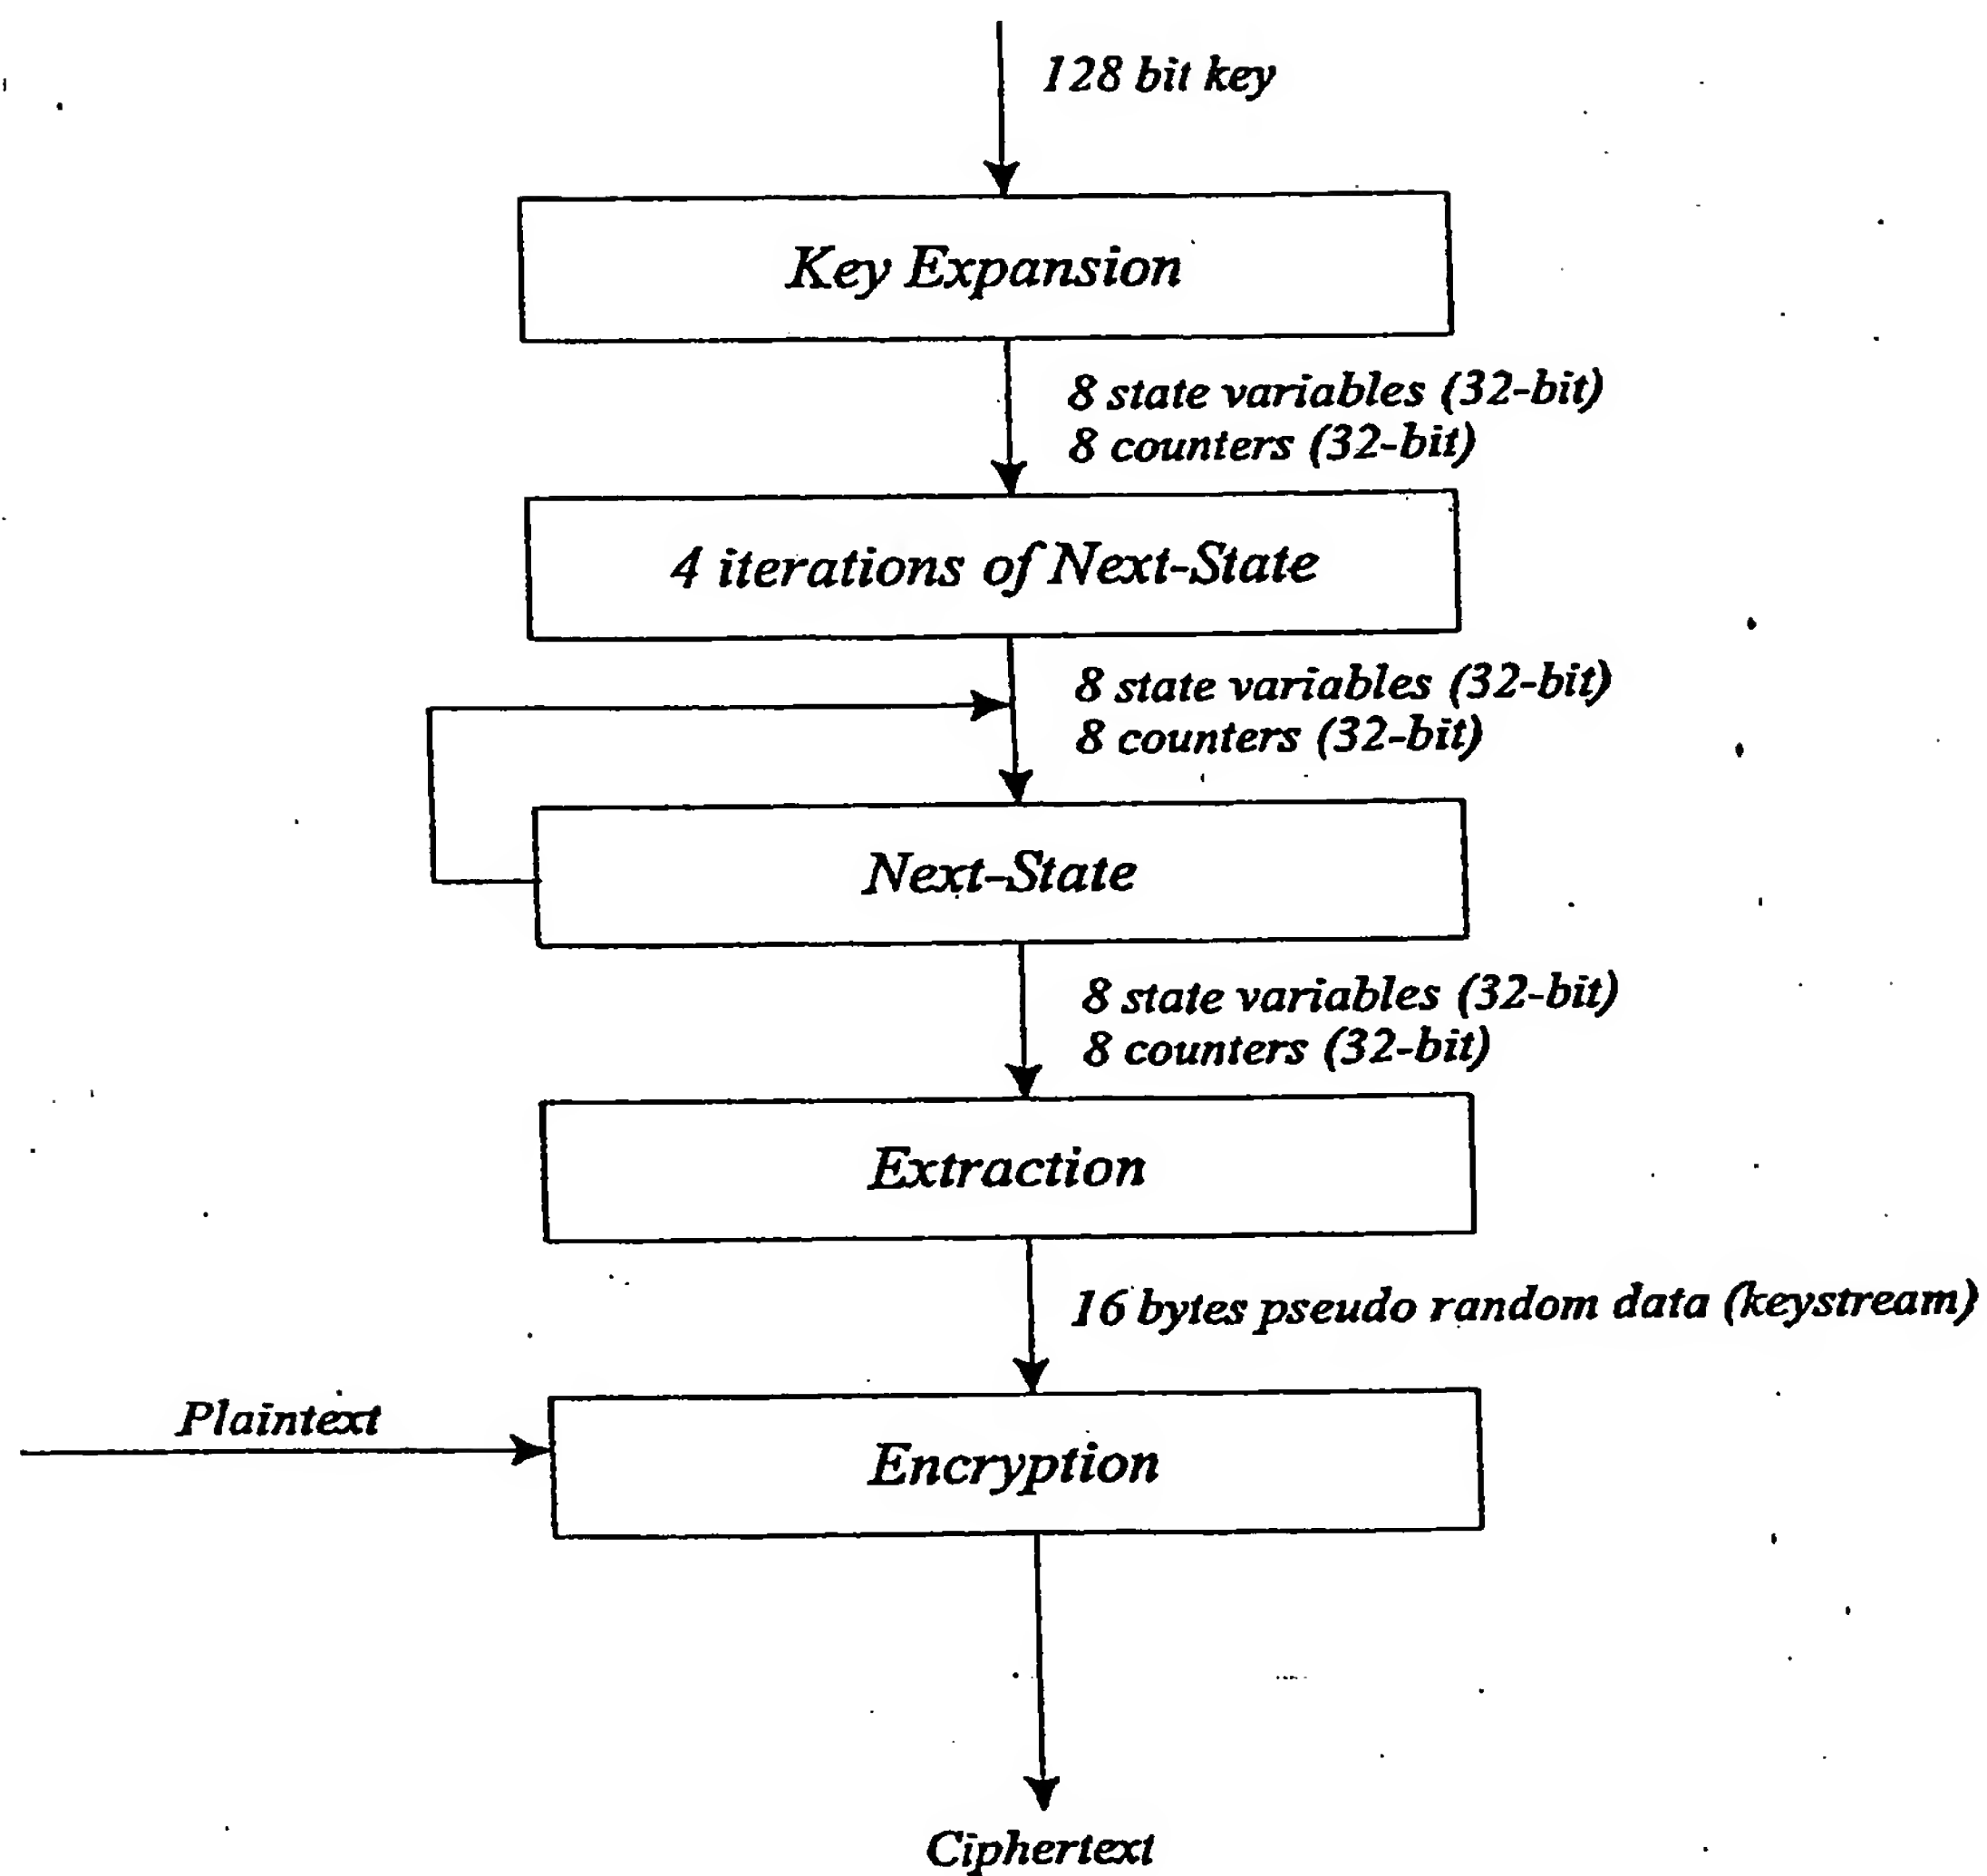 128 bit key
Key Expansion
8 state variables (32-bit)
8 counters (32-bit)
4 iterations of Next-State
8 state variables (32-bit)
8 counters (32-bit)
Next-State
8 state variables (32-bit)
8 counters (32-bit)
Extraction
16 bytes pseudo random data (keystream)
Plaintext
Encryption
Ciphertext